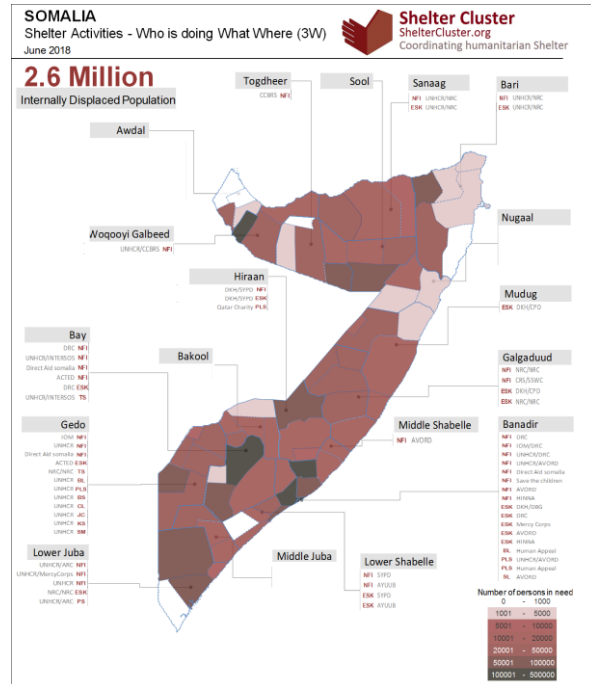 SOMALIA
Shelter Activities - Who is doing What Where (3W)
June 2018
Shelter Cluster
ShelterCluster.org
Coordinating humanitarian Shelter
2.6 Million
Internally Displaced Population
Togdheer
CCBRS NFI
Sool
Sanaag
NFI UNHCR/NRC
ESK UNHCR/NRC
Bari
NFI UNHCR/NRC
ESK UNHCR/NRC
Awdal
Woqooyi Galbeed
UNHCR/CCBRS NFI
Nugaal
Hiraan
DKH/SYPD NFI
DKH/SYPD ESK
Qatar Charity PLS
Mudug
ESK DKH/CPD
Bay
DRC NFI
UNHCR/INTERSOS NFI
Direct Aid somalia NFI
ACTED NFI
DRC ESK
UNHCR/INTERSOS TS
Bakool
Galgaduud
NFI NRC/NRC
NFI CRS/SSWC
ESK DKH/CPD
ESK NRC/NRC
Gedo
IOM NFI
UNHCR NFI
Direct Aid somalia NFI
ACTED ESK
NRC/NRC TS
UNHCR BL
UNHCR PLS
UNHCR BS
UNHCR CL
UNHCR JC
UNHCR KS
UNHCR SM
Middle Shabelle
NFI AVORD
Banadir
NFI DRC
NFI IOM/DRC
NFI UNHCR/DRC
NFI UNHCR/AVORD
NFI Direct Aid somalia
NFI Save the children
NFI AVORD
NFI HINNA
ESK DKH/DBG
ESK DRC
ESK Mercy Corps
ESK AVORD
ESK HINNA
BL Human Appeal
PLS UNHCR/AVORD
PLS Human Appeal
SL AVORD
Lower Juba
UNHCR/ARC NFI
UNHCR/MercyCorps NFI
UNHCR NFI
NRC/NRC ESK
UNHCR/ARC PS
Middle Juba
Lower Shabelle
NFI SYPD
NFI AYUUB
ESK SYPD
ESK AYUUB
Number of persons in need
0 - 1000
1001 - 5000
5001 - 10000
10001 - 20000
20001 - 50000
50001 100000
100001 - 500000